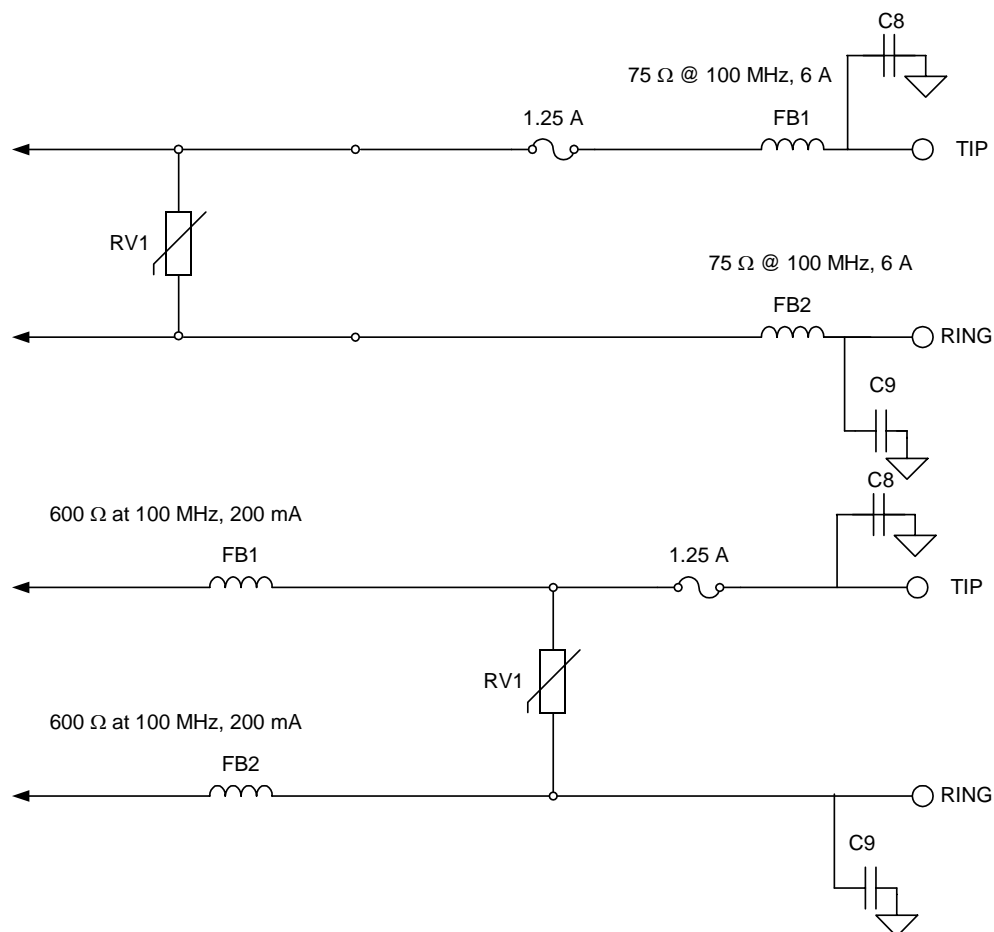 C8
75 Ω @ 100 MHz, 6 A
1.25 A
FB1
TIP
RV1
75 Ω @ 100 MHz, 6 A
FB2
RING
C9
C8
600 Ω at 100 MHz, 200 mA
FB1
1.25 A
TIP
RV1
600 Ω at 100 MHz, 200 mA
FB2
RING
C9